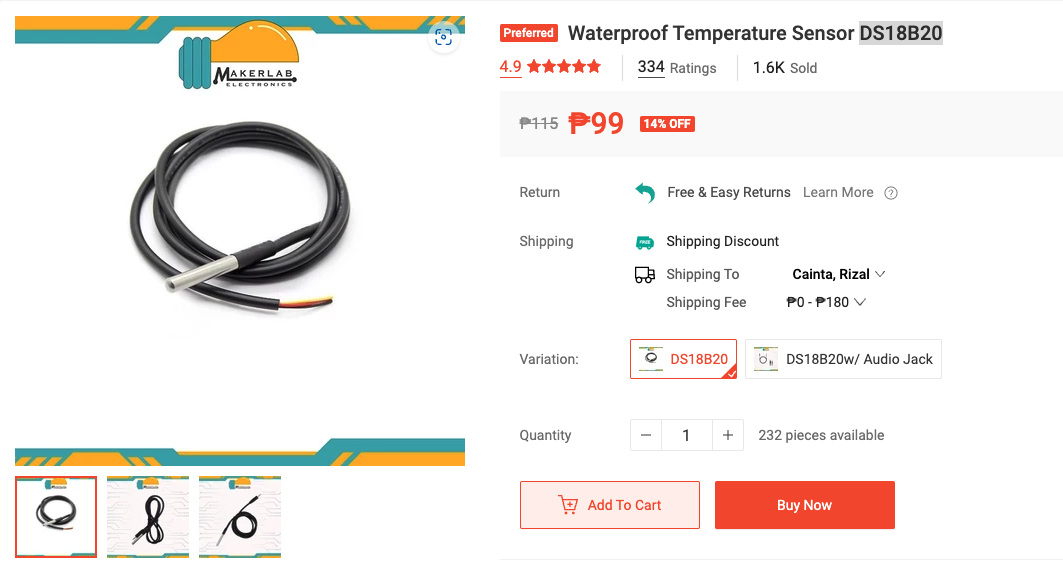 MAKERLAB
ELECTRONICS
Preferred Waterproof Temperature Sensor DS18B20
4.9 334 Ratings 1.6K Sold
₱115 ₱99 14% OFF
Return Free & Easy Returns Learn More ?
Shipping FREE Shipping Discount
Shipping To Cainta, Rizal
Shipping Fee ₱0 - ₱180
Variation: DS18B20 DS18B20w/ Audio Jack
Quantity − 1 + 232 pieces available
Add To Cart Buy Now